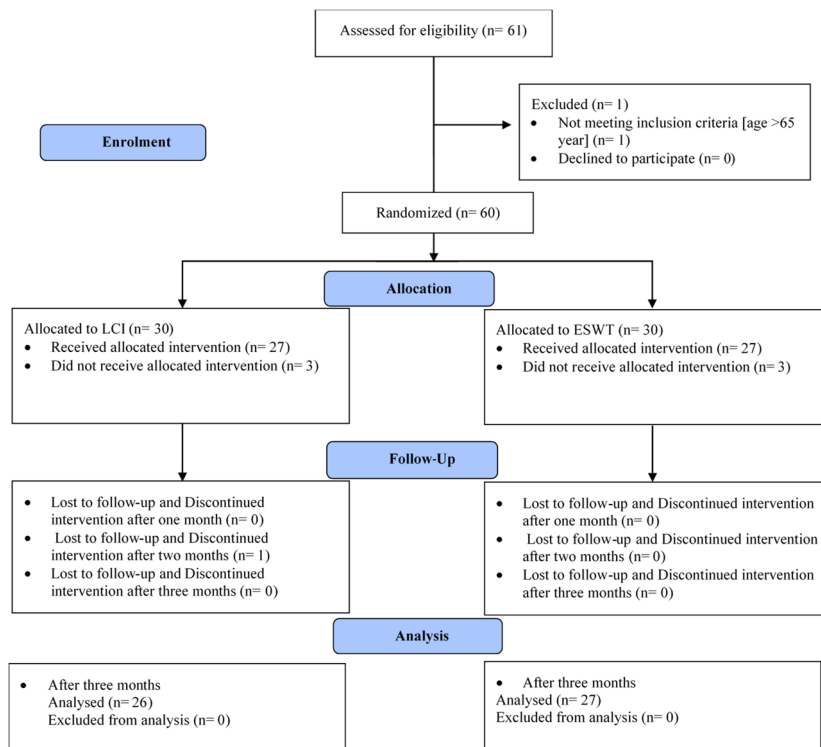 Assessed for eligibility (n= 61)
Excluded (n= 1)
• Not meeting inclusion criteria [age >65
year] (n= 1)
• Declined to participate (n= 0)
Enrolment
Randomized (n= 60)
Allocation
Allocated to LCI (n= 30)
• Received allocated intervention (n= 27)
• Did not receive allocated intervention (n= 3)
Allocated to ESWT (n= 30)
• Received allocated intervention (n= 27)
• Did not receive allocated intervention (n= 3)
Follow-Up
• Lost to follow-up and Discontinued
intervention after one month (n= 0)
• Lost to follow-up and Discontinued
intervention after two months (n= 1)
• Lost to follow-up and Discontinued
intervention after three months (n= 0)
• Lost to follow-up and Discontinued intervention
after one month (n= 0)
• Lost to follow-up and Discontinued intervention
after two months (n= 0)
• Lost to follow-up and Discontinued intervention
after three months (n= 0)
Analysis
• After three months
Analysed (n= 26)
Excluded from analysis (n= 0)
• After three months
Analysed (n= 27)
Excluded from analysis (n= 0)